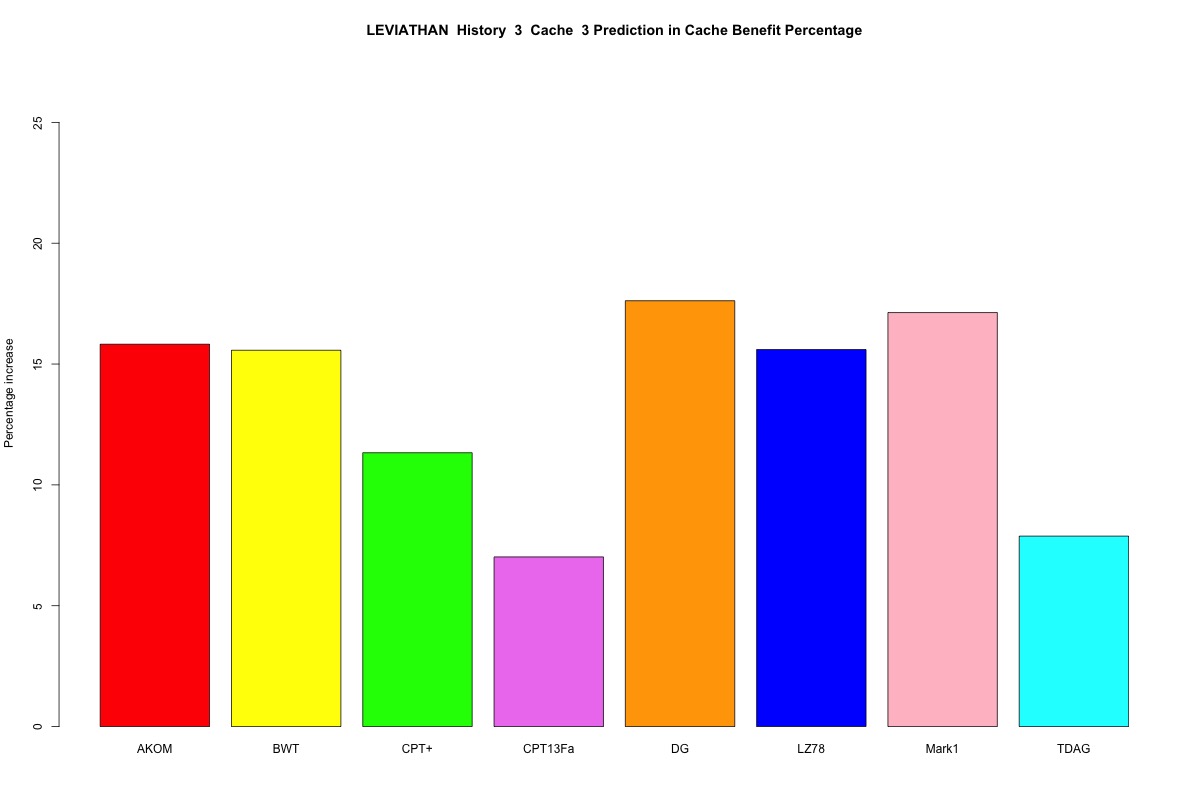 LEVIATHAN  History  3  Cache  3 Prediction in Cache Benefit Percentage
Percentage increase
25
20
15
10
5
0
AKOM BWT CPT+ CPT13Fa DG LZ78 Mark1 TDAG